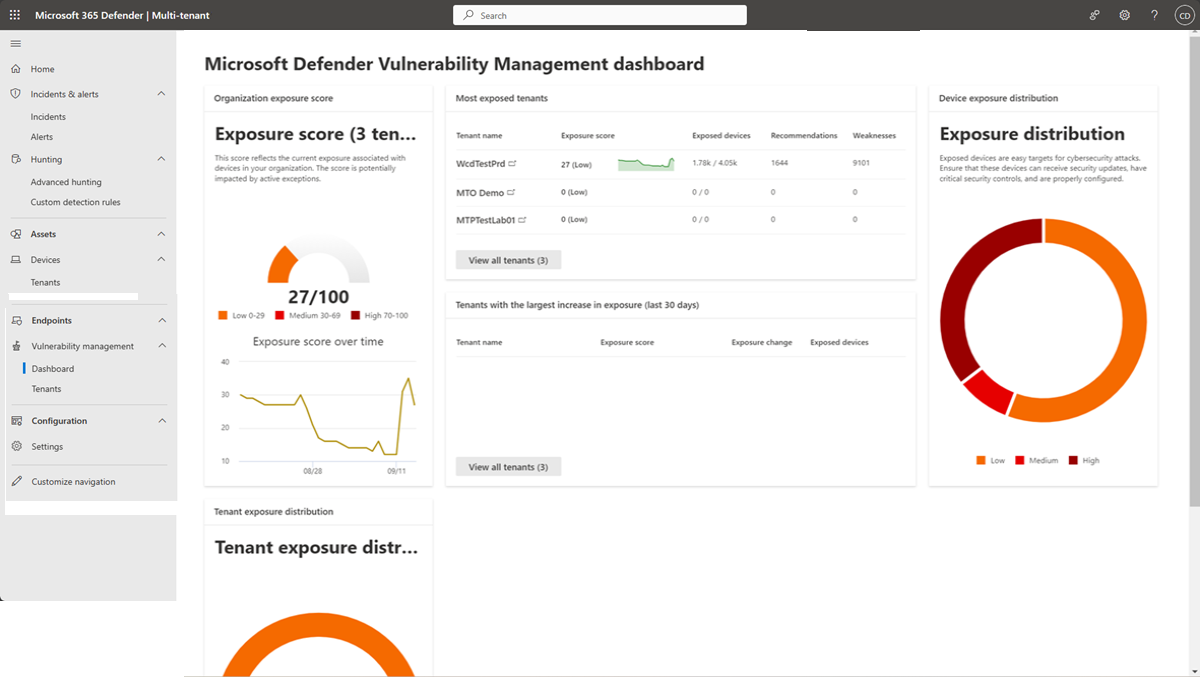 Microsoft 365 Defender | Multi-tenant
Search
?
CD
Home
Incidents & alerts
Incidents
Alerts
Hunting
Advanced hunting
Custom detection rules
Assets
Devices
Tenants
Endpoints
Vulnerability management
Dashboard
Tenants
Configuration
Settings
Customize navigation
Microsoft Defender Vulnerability Management dashboard
Organization exposure score
Exposure score (3 ten...
This score reflects the current exposure associated with
devices in your organization. The score is potentially
impacted by active exceptions.
27/100
Low 0-29 Medium 30-69 High 70-100
Exposure score over time
40
30
20
10
08/28 09/11
Most exposed tenants
Tenant name Exposure score Exposed devices Recommendations Weaknesses
WcdTestPrd 27 (Low) 1.78k / 4.05k 1644 9101
MTO Demo 0 (Low) 0 / 0 0 0
MTPTestLab01 0 (Low) 0 / 0 0 0
View all tenants (3)
Tenants with the largest increase in exposure (last 30 days)
Tenant name Exposure score Exposure change Exposed devices
View all tenants (3)
Device exposure distribution
Exposure distribution
Exposed devices are easy targets for cybersecurity attacks.
Ensure that these devices can receive security updates, have
critical security controls, and are properly configured.
Low Medium High
Tenant exposure distribution
Tenant exposure distr...